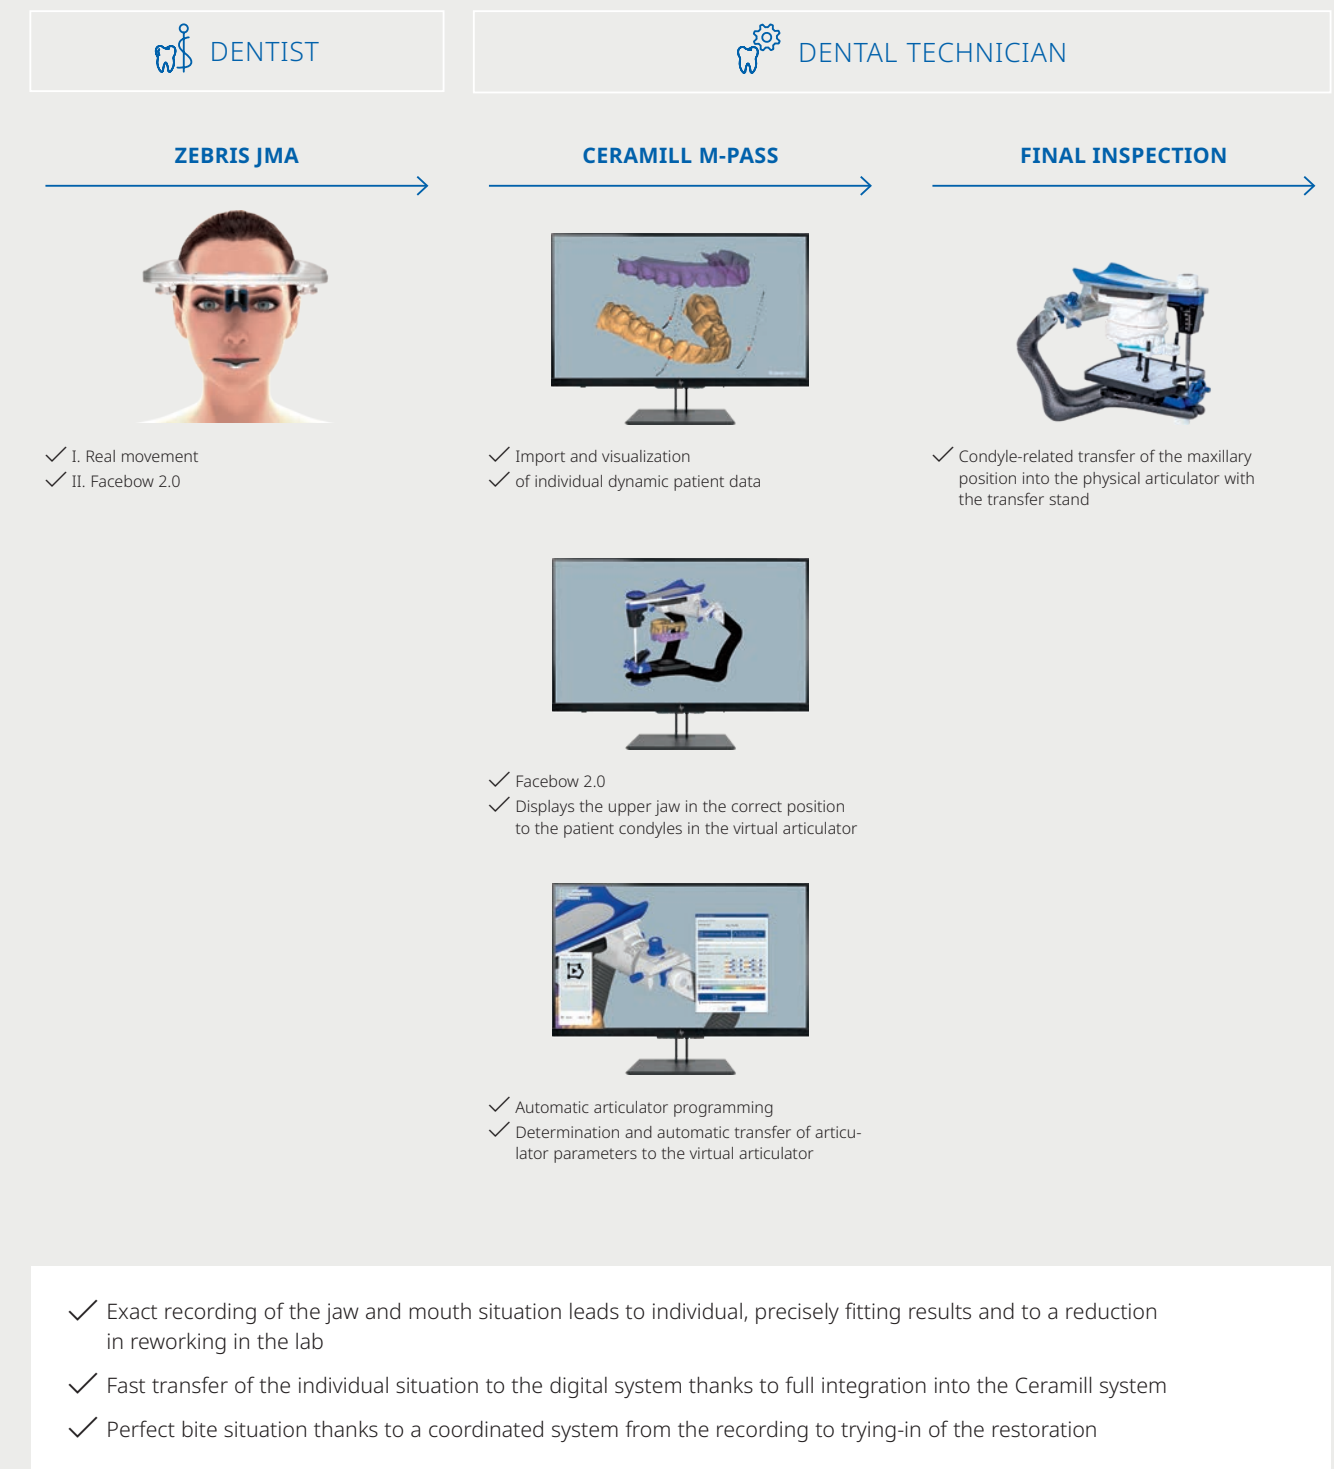 DENTIST
DENTAL TECHNICIAN
ZEBRIS JMA
I. Real movement
II. Facebow 2.0
CERAMILL M-PASS
Import and visualization
of individual dynamic patient data
Facebow 2.0
Displays the upper jaw in the correct position
to the patient condyles in the virtual articulator
Automatic articulator programming
Determination and automatic transfer of articu-
lator parameters to the virtual articulator
FINAL INSPECTION
Condyle-related transfer of the maxillary
position into the physical articulator with
the transfer stand
Exact recording of the jaw and mouth situation leads to individual, precisely fitting results and to a reduction
in reworking in the lab
Fast transfer of the individual situation to the digital system thanks to full integration into the Ceramill system
Perfect bite situation thanks to a coordinated system from the recording to trying-in of the restoration